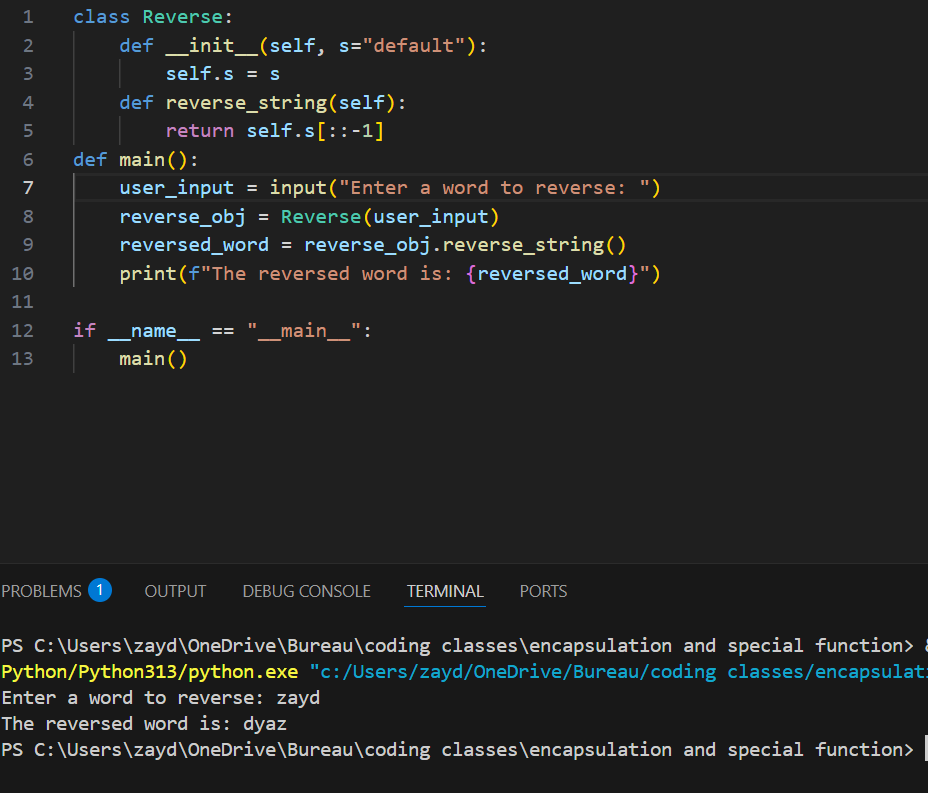 1 class Reverse:
2     def __init__(self, s="default"):
3         self.s = s
4     def reverse_string(self):
5         return self.s[::-1]
6 def main():
7     user_input = input("Enter a word to reverse: ")
8     reverse_obj = Reverse(user_input)
9     reversed_word = reverse_obj.reverse_string()
10     print(f"The reversed word is: {reversed_word}")
11
12 if __name__ == "__main__":
13     main()
PROBLEMS 1 OUTPUT DEBUG CONSOLE TERMINAL PORTS
PS C:\Users\zayd\OneDrive\Bureau\coding classes\encapsulation and special function> &
Python/Python313/python.exe "c:/Users/zayd/OneDrive/Bureau/coding classes/encapsulati
Enter a word to reverse: zayd
The reversed word is: dyaz
PS C:\Users\zayd\OneDrive\Bureau\coding classes\encapsulation and special function>